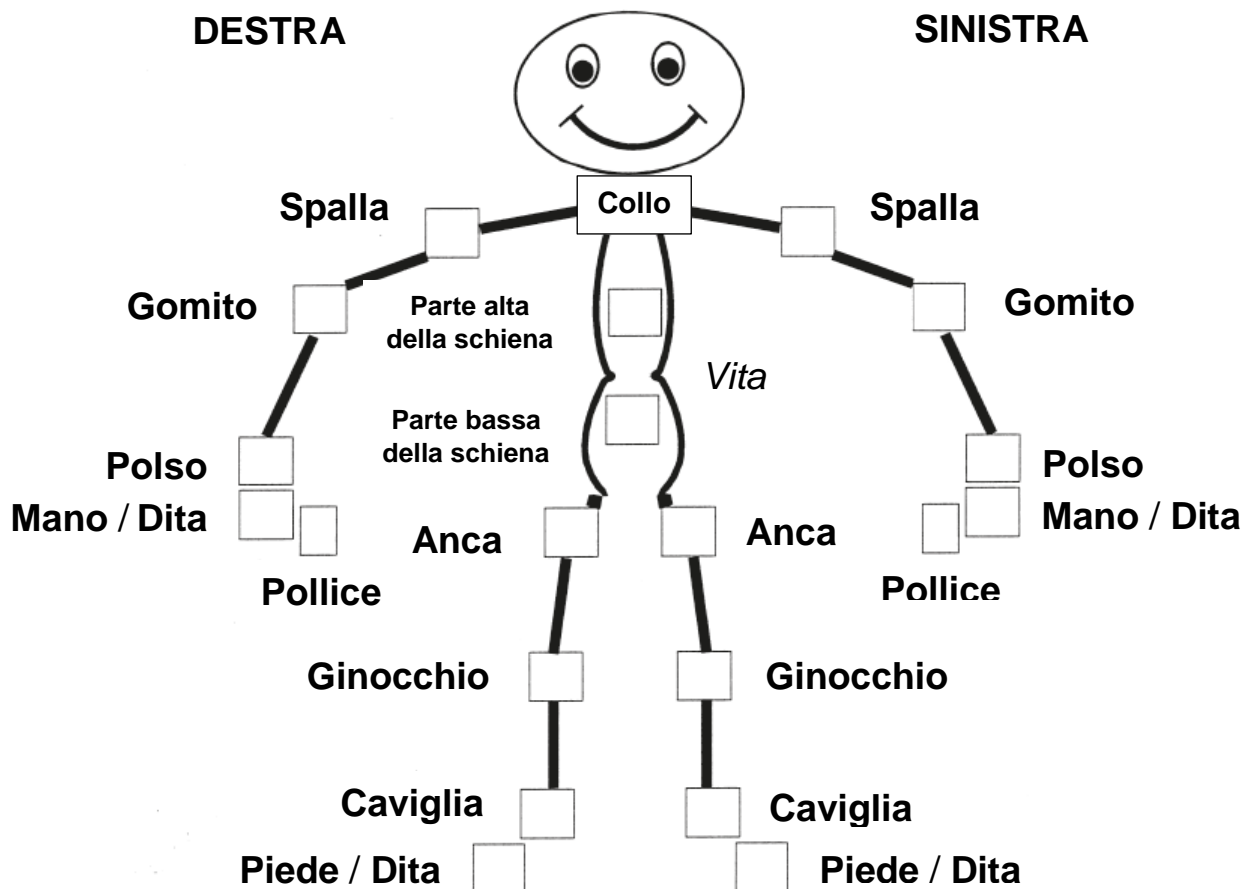 DESTRA SINISTRA
Spalla Collo Spalla
Gomito Parte alta Gomito
della schiena
Vita
Parte bassa
della schiena
Polso Polso
Mano / Dita Mano / Dita
Anca Anca
Pollice Pollice
Ginocchio Ginocchio
Caviglia Caviglia
Piede / Dita Piede / Dita